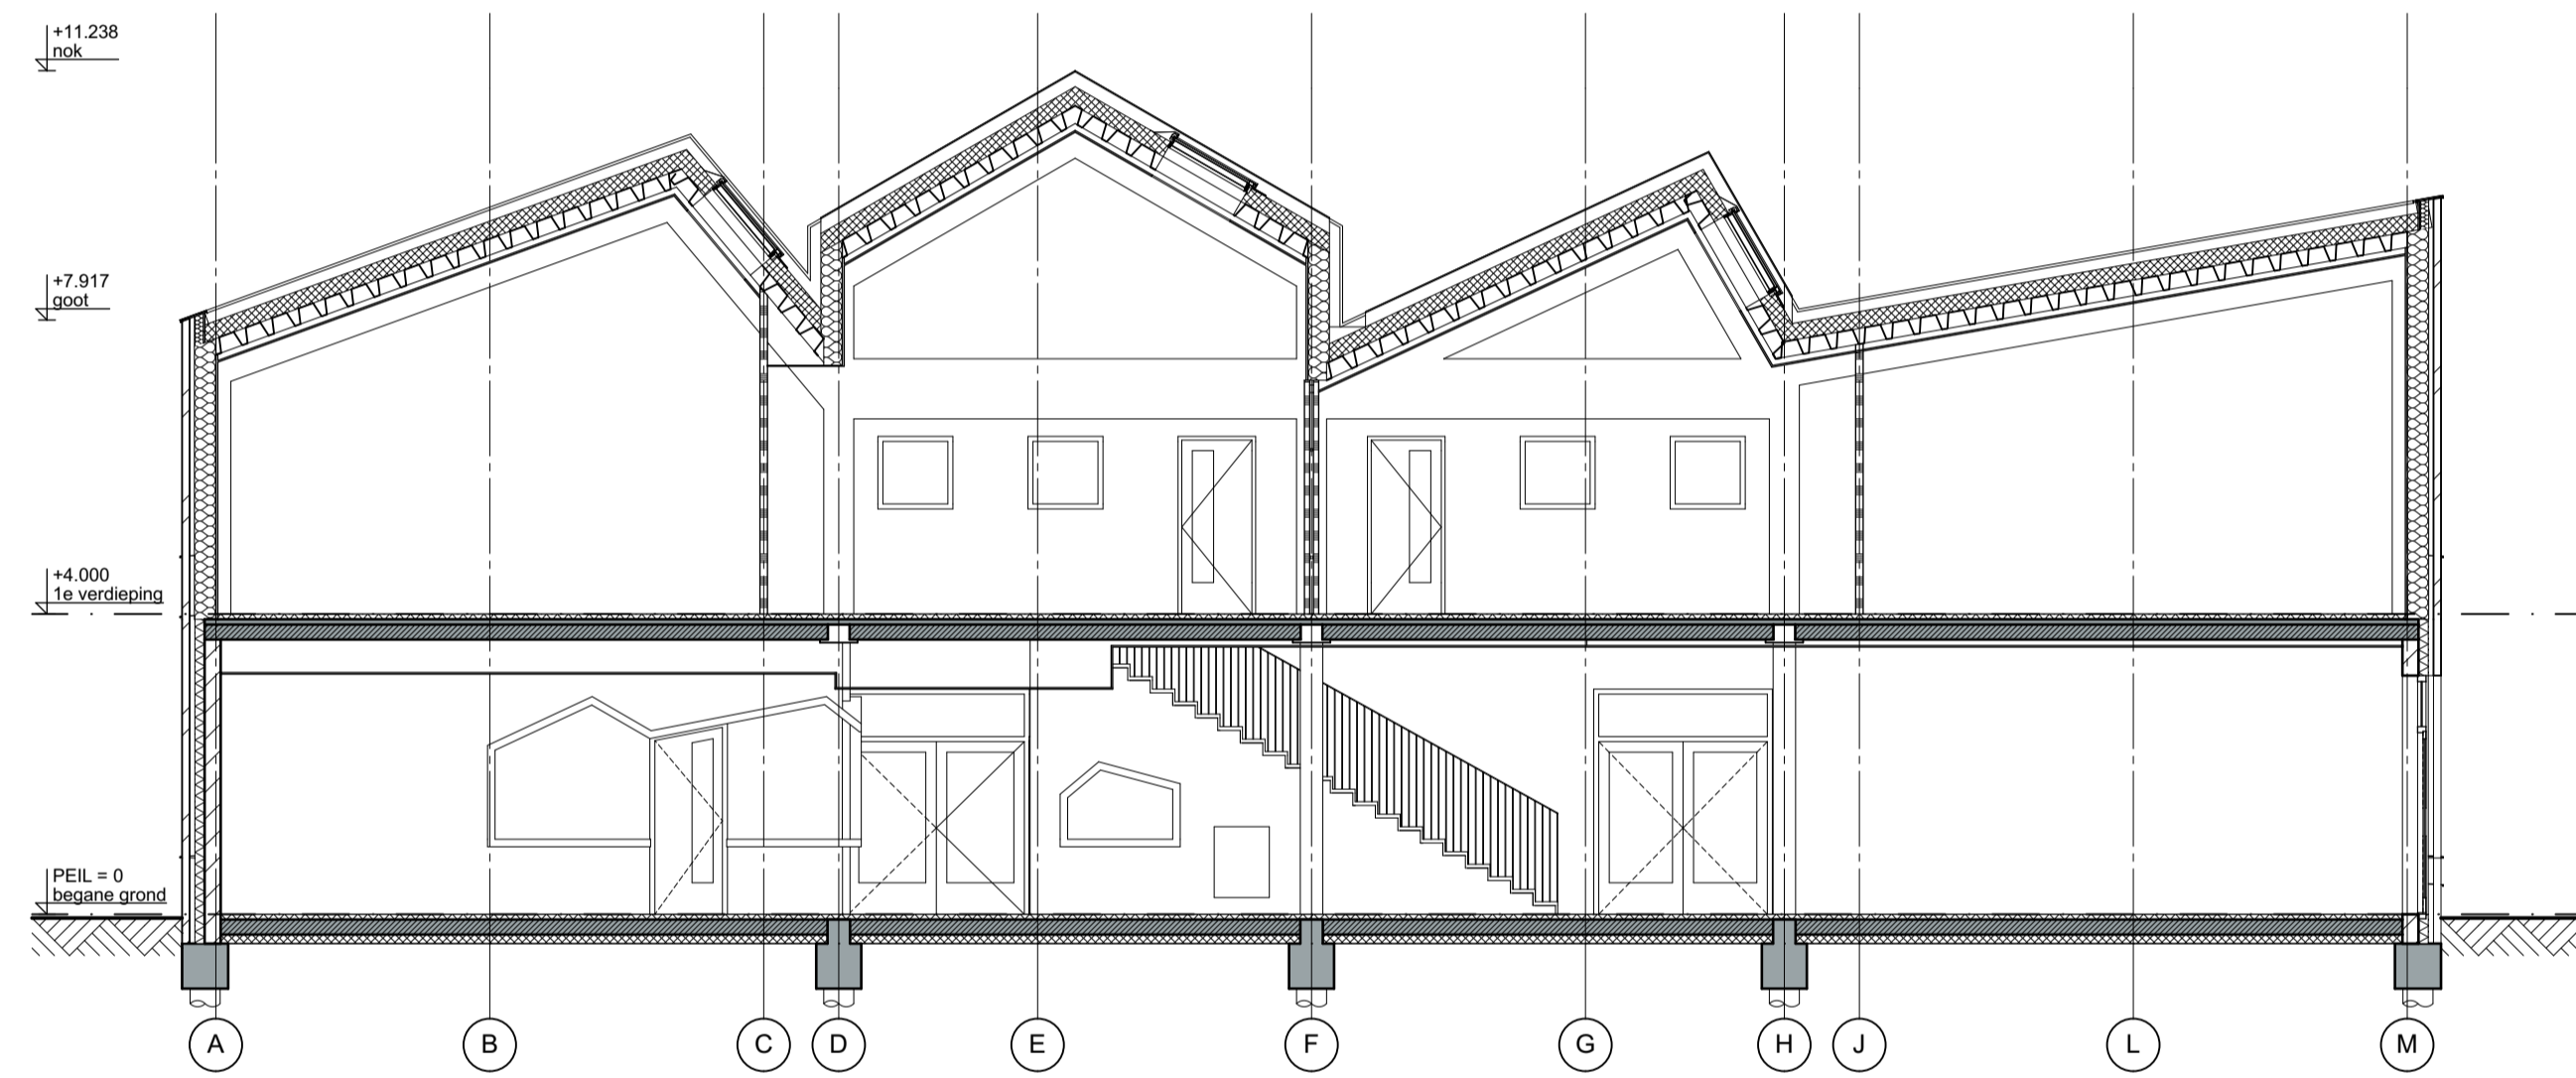 +11.238
nok
+7.917
goot
+4.000
1e verdieping
PEIL = 0
begane grond
A B C D E F G H J L M